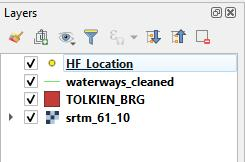 Layers
HF_Location
waterways_cleaned
TOLKIEN_BRG
srtm_61_10